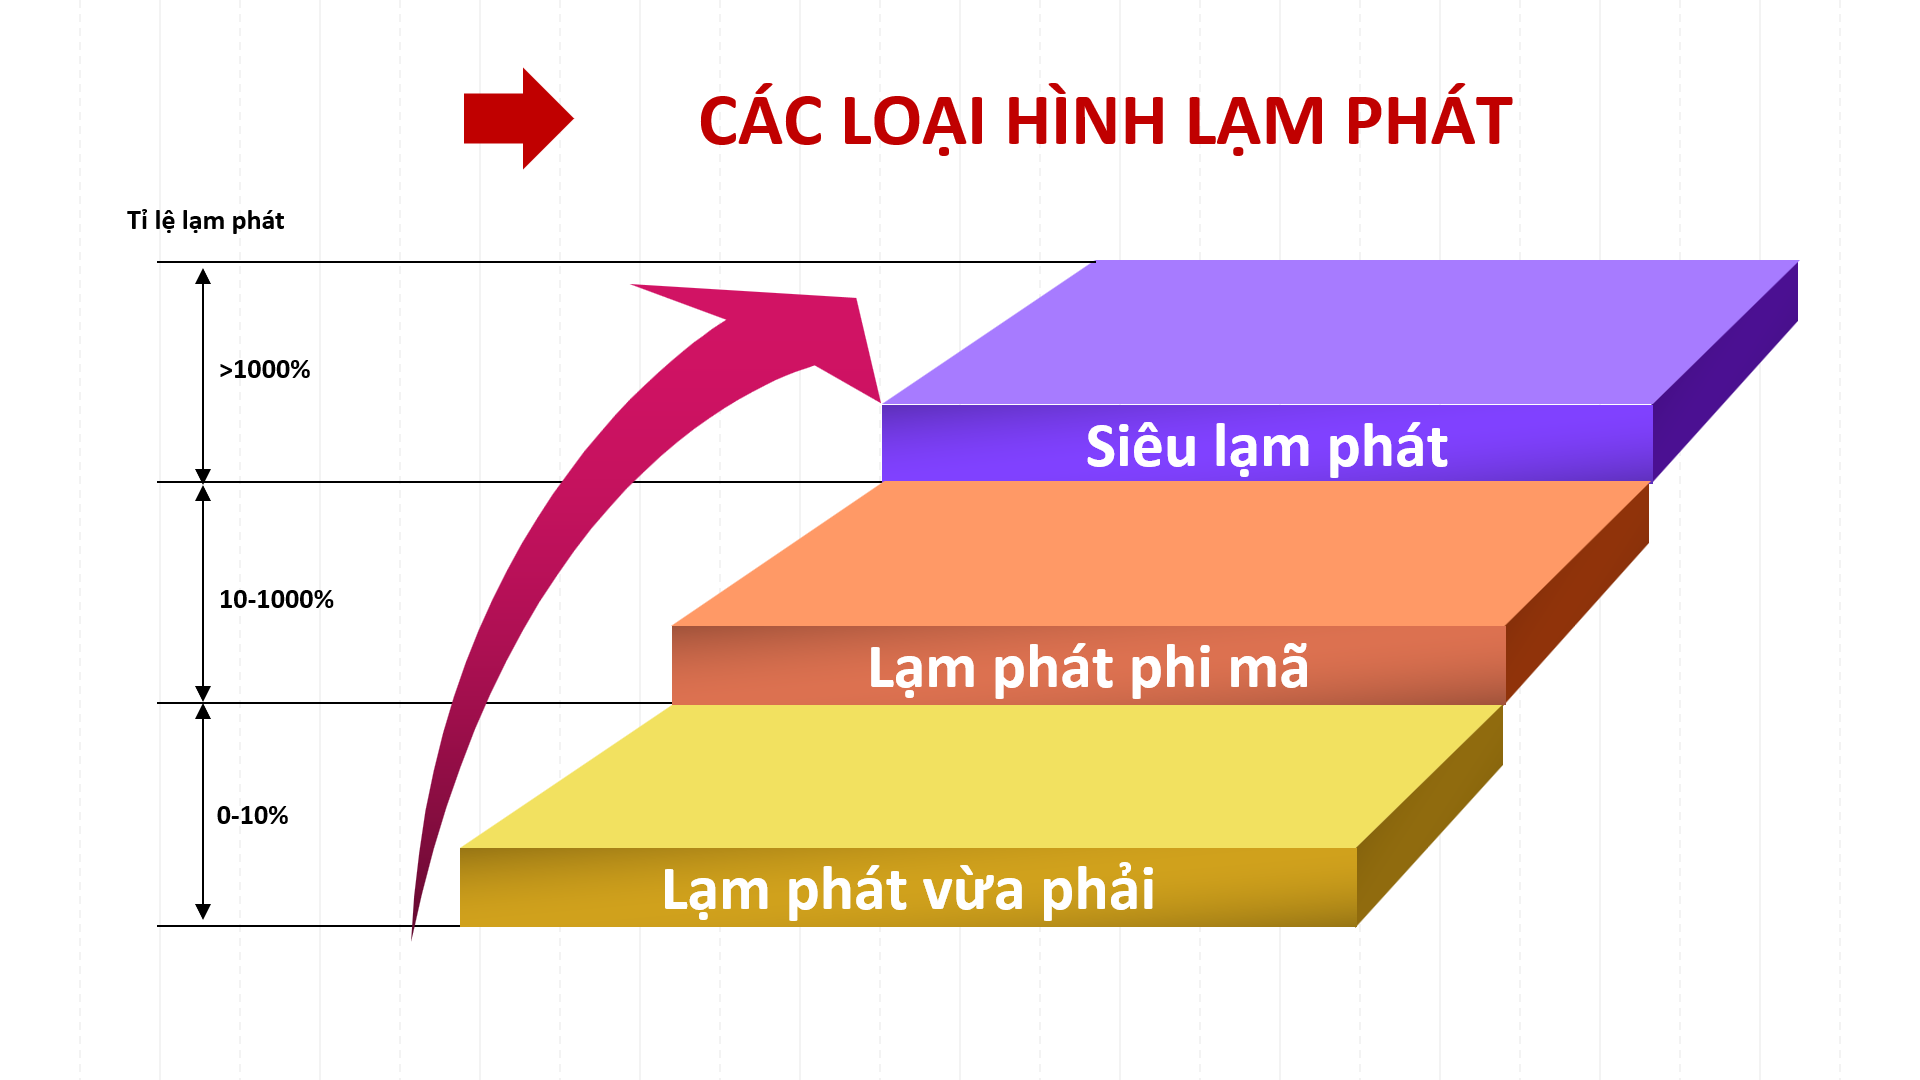 CÁC LOẠI HÌNH LẠM PHÁT
Tỉ lệ lạm phát
>1000%
Siêu lạm phát
10-1000%
Lạm phát phi mã
0-10%
Lạm phát vừa phải